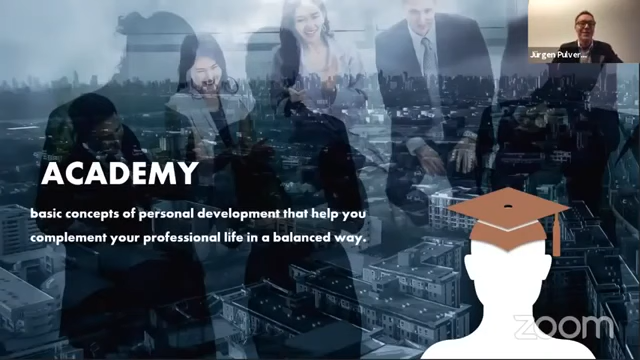 Jürgen Pulver...
ACADEMY
basic concepts of personal development that help you
complement your professional life in a balanced way.
zoom